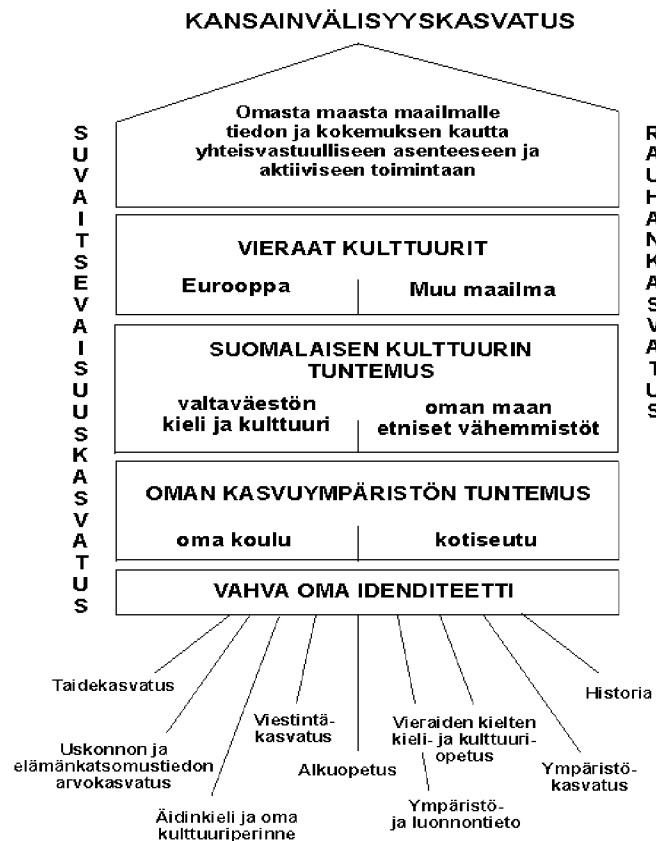 KANSAINVÄLISYYSKASVATUS
Omasta maasta maailmalle
tiedon ja kokemuksen kautta
yhteisvastuulliseen asenteeseen ja
aktiiviseen toimintaan
SUVAITSEVAISUUSKASVATUS
RAUHANKASVATUS
VIERAAT KULTTUURIT
Eurooppa
Muu maailma
SUOMALAISEN KULTTUURIN
TUNTEMUS
valtaväestön
kieli ja kulttuuri
oman maan
etniset vähemmistöt
OMAN KASVUYMPÄRISTÖN TUNTEMUS
oma koulu
kotiseutu
VAHVA OMA IDENDITEETTI
Taidekasvatus
Uskonnon ja
elämänkatsomustiedon
arvokasvatus
Äidinkieli ja oma
kulttuuriperinne
Viestintä-
kasvatus
Alkuopetus
Vieraiden kielten
kieli- ja kulttuuri-
opetus
Ympäristö-
ja luonnontieto
Ympäristö-
kasvatus
Historia